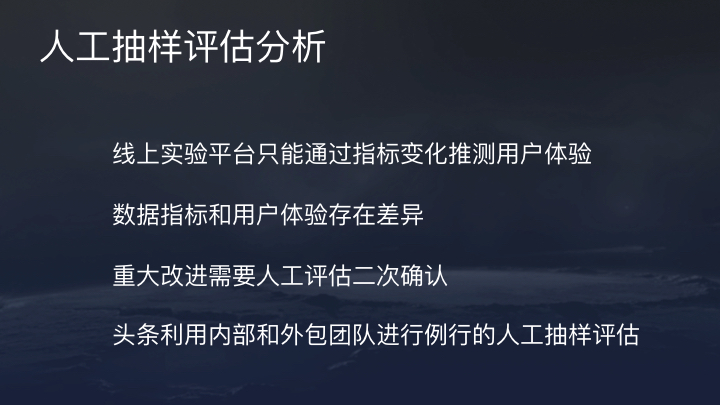 人工抽样评估分析
线上实验平台只能通过指标变化推测用户体验
数据指标和用户体验存在差异
重大改进需要人工评估二次确认
头条利用内部和外包团队进行例行的人工抽样评估